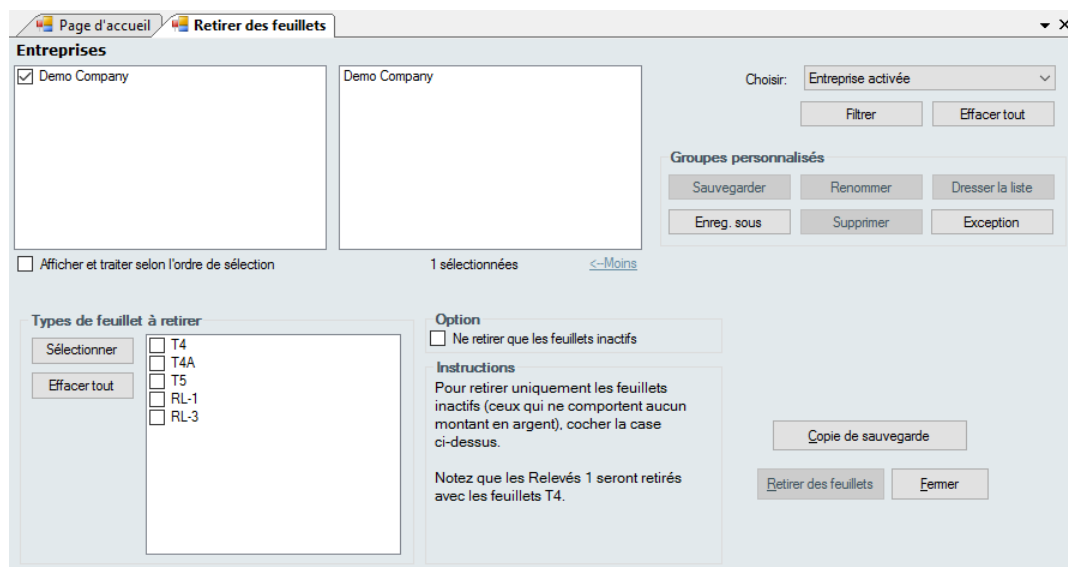 Page d'accueil
Retirer des feuillets
Entreprises
Demo Company
Demo Company
Choisir:
Entreprise activée
Filtrer
Effacer tout
Groupes personnalisés
Sauvegarder
Renommer
Dresser la liste
Enreg. sous
Supprimer
Exception
Afficher et traiter selon l'ordre de sélection
1 sélectionnées
<--Moins
Types de feuillet à retirer
Sélectionner
Effacer tout
T4
T4A
T5
RL-1
RL-3
Option
Ne retirer que les feuillets inactifs
Instructions
Pour retirer uniquement les feuillets
inactifs (ceux qui ne comportent aucun
montant en argent), cocher la case
ci-dessus.
Notez que les Relevés 1 seront retirés
avec les feuillets T4.
Copie de sauvegarde
Retirer des feuillets
Fermer